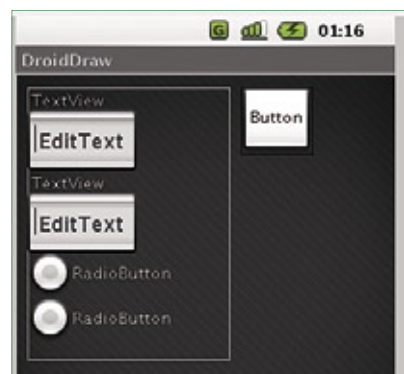 G 01:16
DroidDraw
TextView
EditText
TextView
EditText
RadioButton
RadioButton
Button